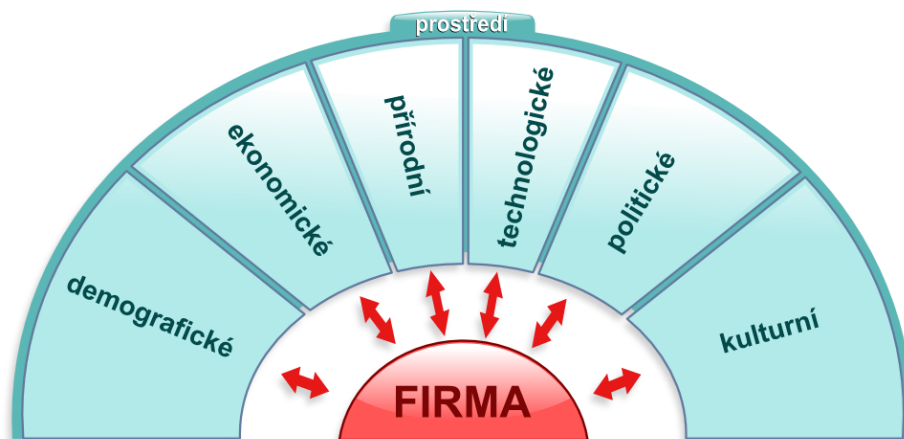 prostředí
demografické
ekonomické
přírodní
technologické
politické
kulturní
FIRMA